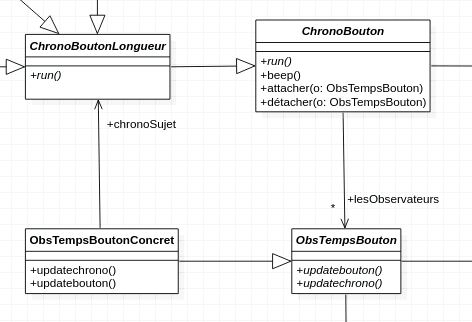 ChronoBoutonLongueur
+run()
ChronoBouton
+run()
+beep()
+attacher(o: ObsTempsBouton)
+détacher(o: ObsTempsBouton)
+chronoSujet
+lesObservateurs
*
ObsTempsBoutonConcret
+updatechrono()
+updatebouton()
ObsTempsBouton
+updatebouton()
+updatechrono()